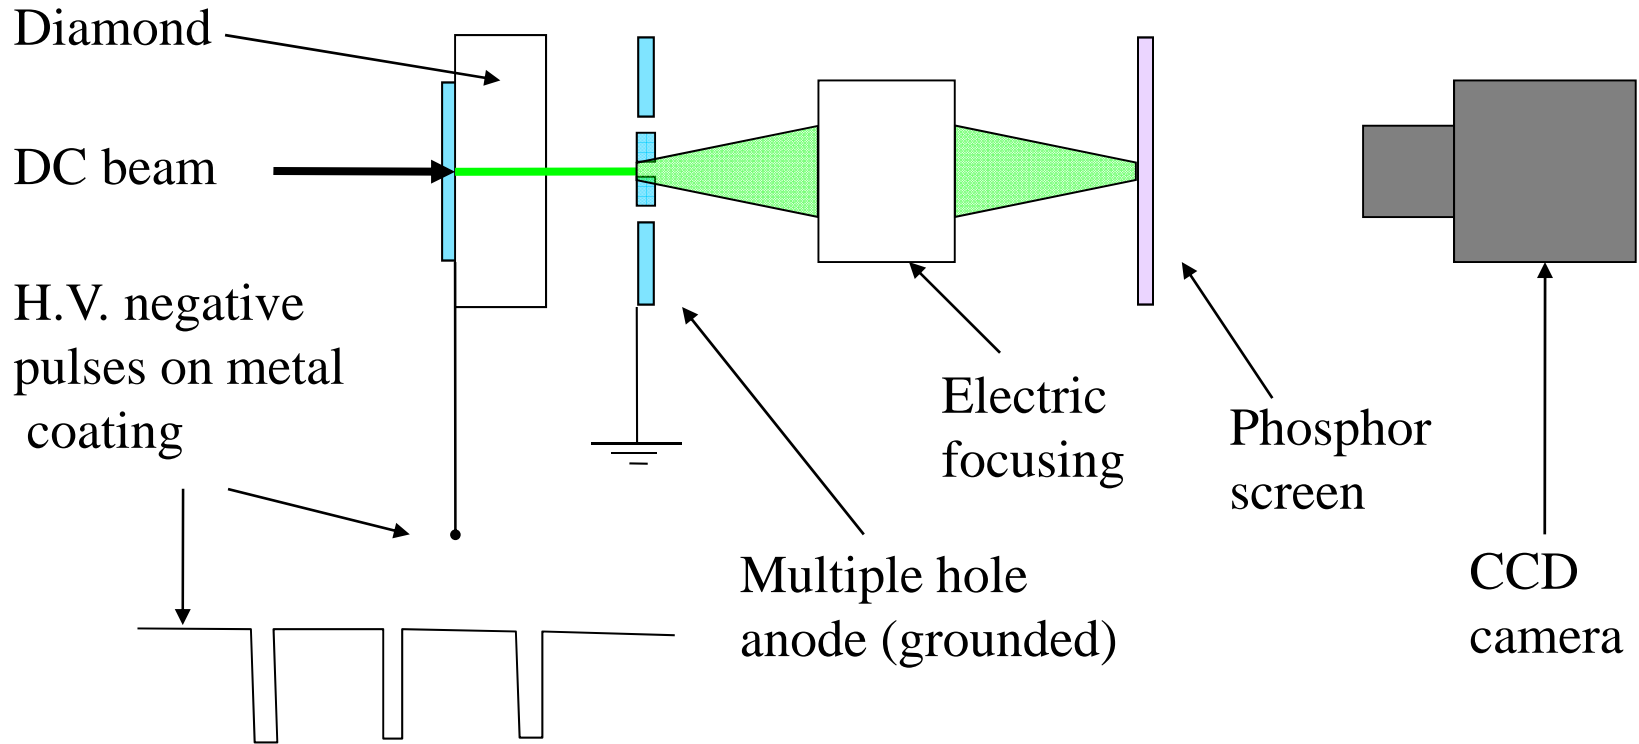 Diamond
DC beam
H.V. negative
pulses on metal
coating
Electric
focusing
Phosphor
screen
Multiple hole
anode (grounded)
CCD
camera